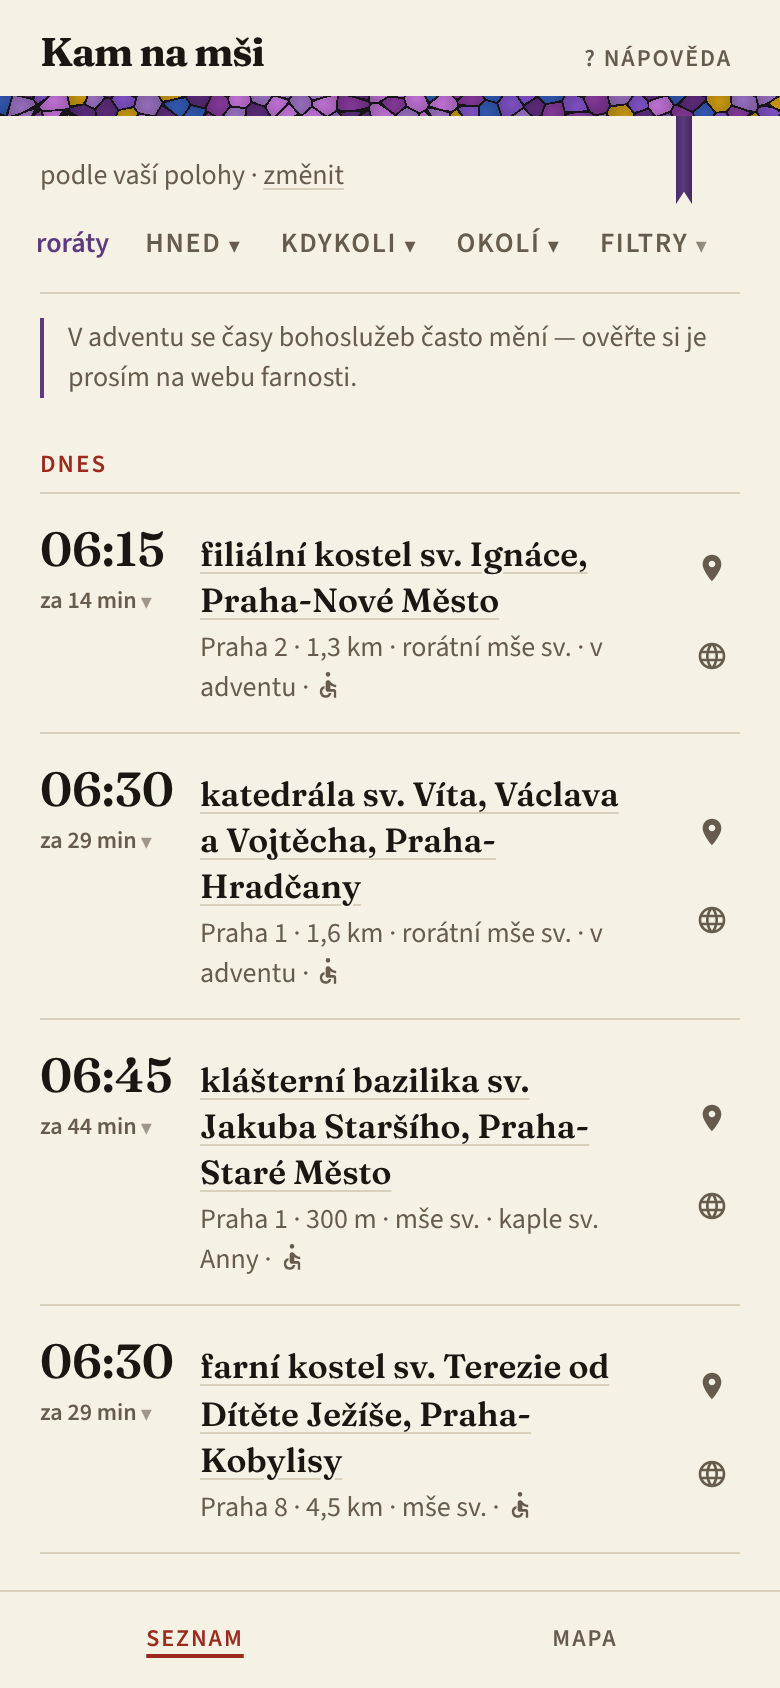 Kam na mši
? NÁPOVĚDA
podle vaší polohy · změnit
roráty HNED ▾ KDYKOLI ▾ OKOLÍ ▾ FILTRY ▾
V adventu se časy bohoslužeb často mění — ověřte si je
prosím na webu farnosti.
DNES
06:15
za 14 min ▾
filiální kostel sv. Ignáce,
Praha-Nové Město
Praha 2 · 1,3 km · rorátní mše sv. · v
adventu ·
06:30
za 29 min ▾
katedrála sv. Víta, Václava
a Vojtěcha, Praha-
Hradčany
Praha 1 · 1,6 km · rorátní mše sv. · v
adventu ·
06:45
za 44 min ▾
klášterní bazilika sv.
Jakuba Staršího, Praha-
Staré Město
Praha 1 · 300 m · mše sv. · kaple sv.
Anny ·
06:30
za 29 min ▾
farní kostel sv. Terezie od
Dítěte Ježíše, Praha-
Kobylisy
Praha 8 · 4,5 km · mše sv. ·
SEZNAM
MAPA